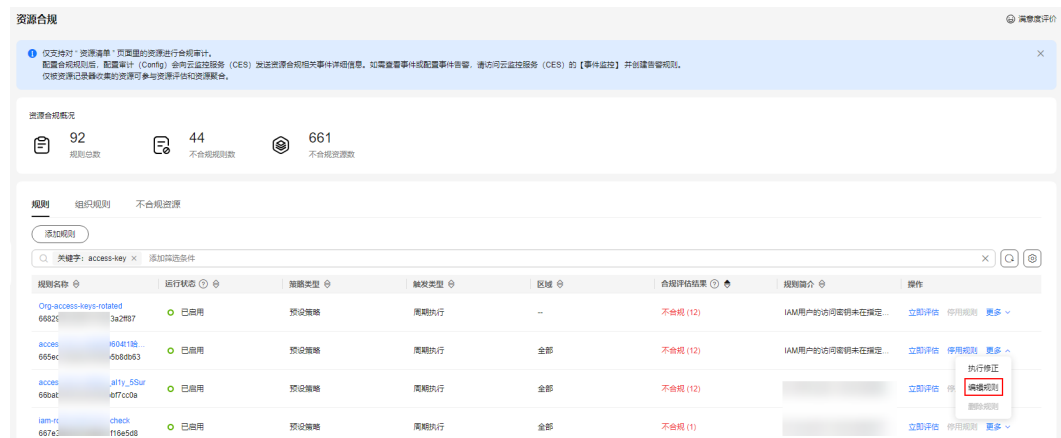 资源合规
满意度评价
仅支持对“资源清单”页面里的资源进行合规审计。
配置合规规则后，配置审计（Config）会向云监控服务（CES）发送资源合规相关事件详细信息。如需查看事件或配置事件告警，请访问云监控服务（CES）的【事件监控】并创建告警规则。
仅被资源记录器收集的资源可参与资源评估和资源聚合。
资源合规概况
92 44 661
规则总数 不合规规则数 不合规资源数
规则 组织规则 不合规资源
添加规则
关键字：access-key × 添加筛选条件
规则名称 运行状态 策略类型 触发类型 区域 合规评估结果 规则简介 操作
Org-access-keys-rotated
66829 3a2ff87 已启用 预设策略 周期执行 -- 不合规 (12) IAM用户的访问密钥未在指定... 立即评估 停用规则 更多
acces
665ec 5b8db63 已启用 预设策略 周期执行 全部 不合规 (12) IAM用户的访问密钥未在指定... 立即评估 停用规则 更多
执行修正
编辑规则
删除规则
acces _al1y_5Sur
66bab bf7cc0a 已启用 预设策略 周期执行 全部 不合规 (12) 立即评估
iam-ro check
667e3 f16e5d8 已启用 预设策略 周期执行 全部 不合规 (1) 立即评估 停用规则 更多